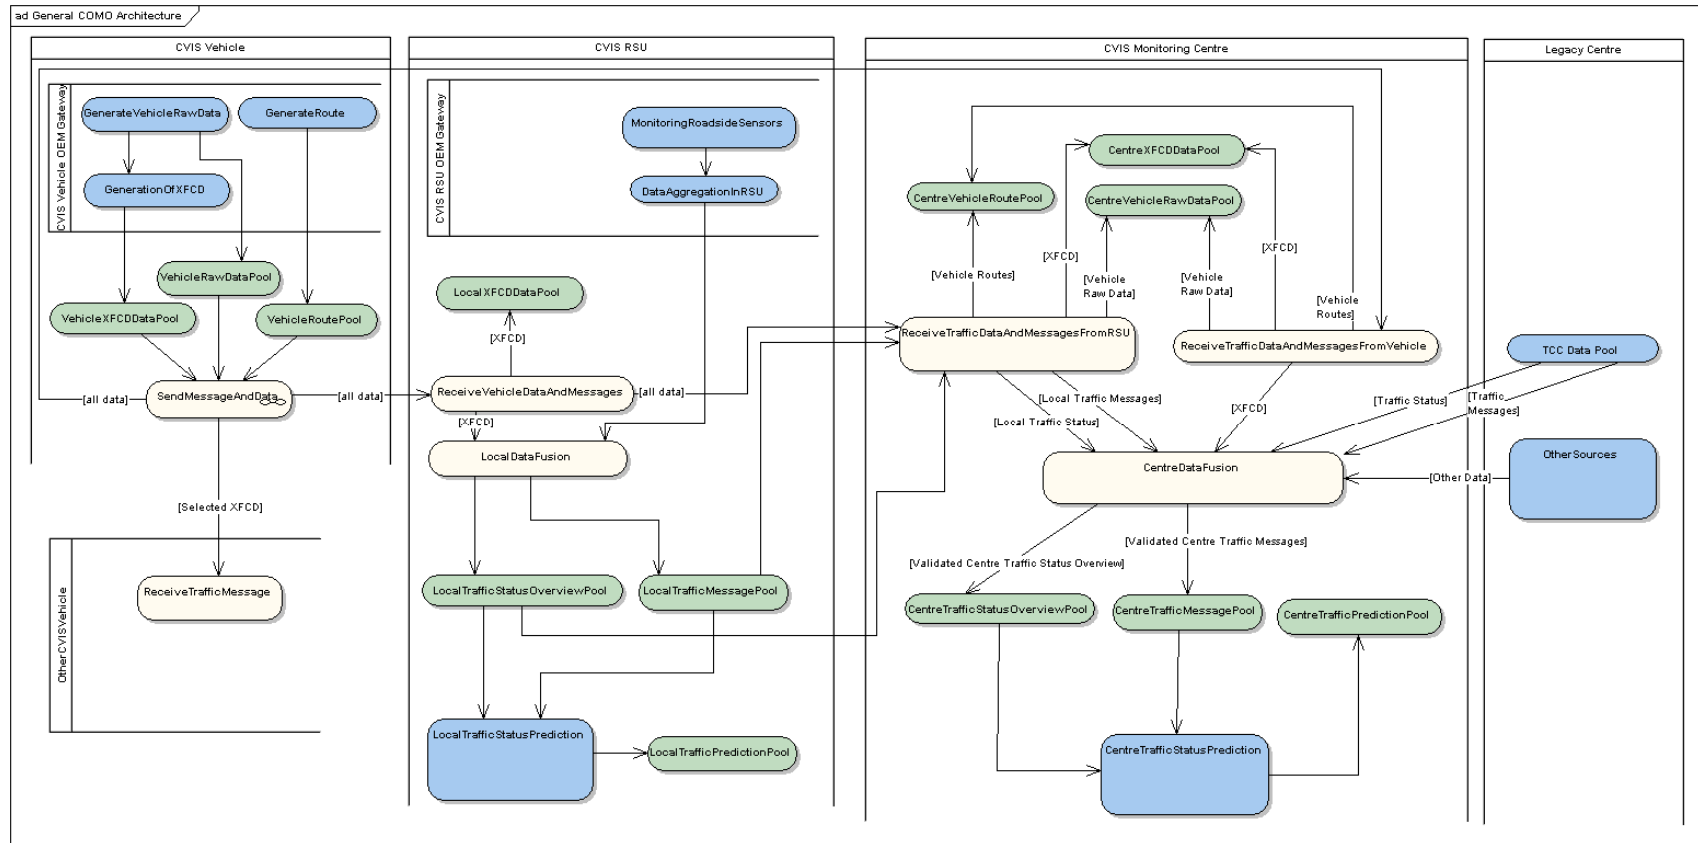 ad General COMO Architecture
CVIS Vehicle
CVIS Vehicle OEM Gateway
GenerateVehicleRawData
GenerateRoute
GenerationOfXFCD
VehicleRawDataPool
VehicleXFCDDataPool
VehicleRoutePool
[all data]
SendMessageAndData
[all data]
[Selected XFCD]
OtherCVISVehicle
ReceiveTrafficMessage
CVIS RSU
CVIS RSU OEM Gateway
MonitoringRoadsideSensors
DataAggregationInRSU
LocalXFCDDataPool
[XFCD]
ReceiveVehicleDataAndMessages
[all data]
[XFCD]
LocalDataFusion
LocalTrafficStatusOverviewPool
LocalTrafficMessagePool
LocalTrafficStatusPrediction
LocalTrafficPredictionPool
CVIS Monitoring Centre
CentreXFCDDataPool
CentreVehicleRoutePool
CentreVehicleRawDataPool
[XFCD]
[XFCD]
[Vehicle Routes]
[Vehicle
Raw Data]
[Vehicle
Raw Data]
[Vehicle
Routes]
ReceiveTrafficDataAndMessagesFromRSU
ReceiveTrafficDataAndMessagesFromVehicle
[Local Traffic Messages]
[XFCD]
[Local Traffic Status]
CentreDataFusion
[Validated Centre Traffic Messages]
[Validated Centre Traffic Status Overview]
CentreTrafficStatusOverviewPool
CentreTrafficMessagePool
CentreTrafficPredictionPool
CentreTrafficStatusPrediction
Legacy Centre
TCC Data Pool
[Traffic Status]
[Traffic
Messages]
OtherSources
[Other Data]